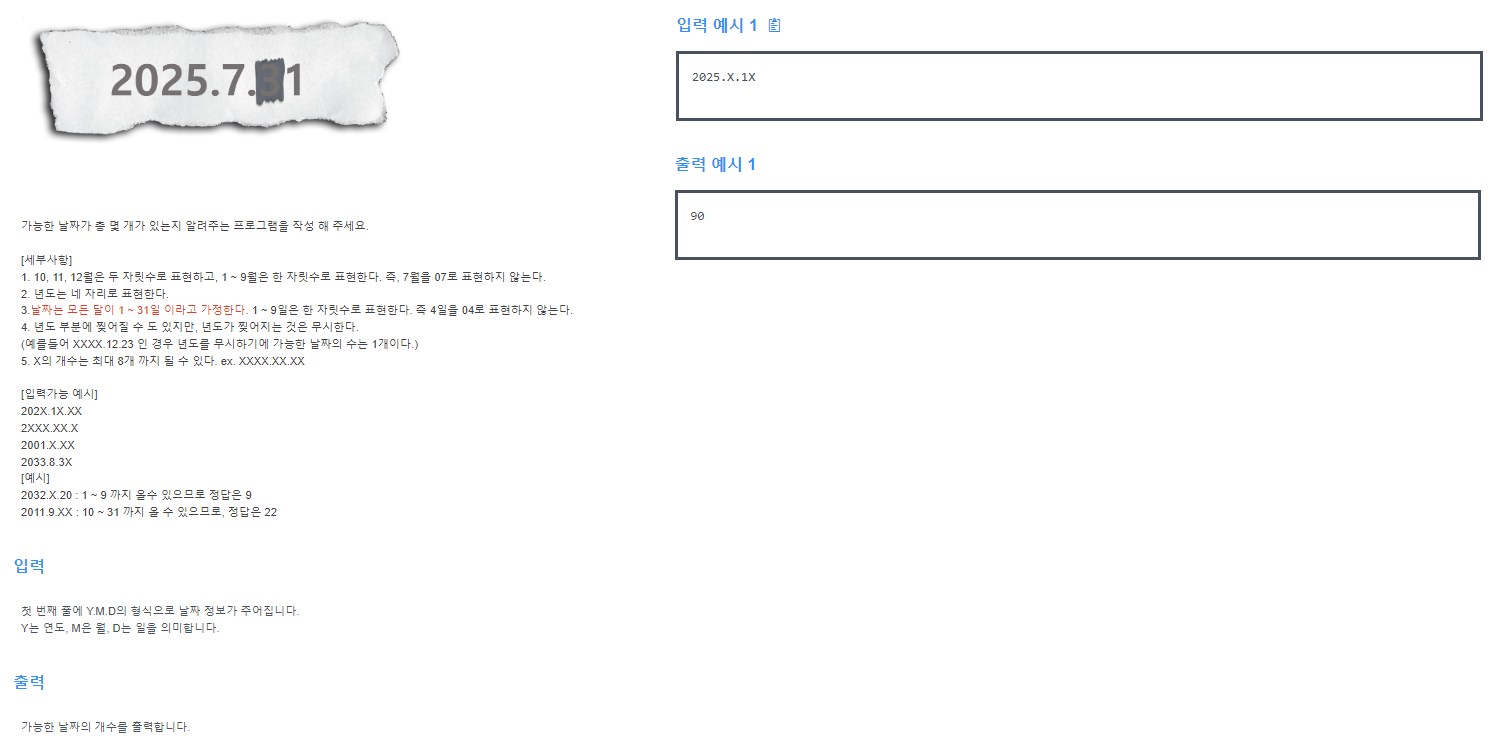 2025.7.31
가능한 날짜가 총 몇 개가 있는지 알려주는 프로그램을 작성 해 주세요.
[세부사항]
1. 10, 11, 12월은 두 자릿수로 표현하고, 1 ~ 9월은 한 자릿수로 표현한다. 즉, 7월을 07로 표현하지 않는다.
2. 년도는 네 자리로 표현한다.
3.날짜는 모든 달이 1 ~ 31일 이라고 가정한다. 1 ~ 9일은 한 자릿수로 표현한다. 즉 4일을 04로 표현하지 않는다.
4. 년도 부분에 찢어질 수 도 있지만, 년도가 찢어지는 것은 무시한다.
(예를들어 XXXX.12.23 인 경우 년도를 무시하기에 가능한 날짜의 수는 1개이다.)
5. X의 개수는 최대 8개 까지 될 수 있다. ex. XXXX.XX.XX
[입력가능 예시]
202X.1X.XX
2XXX.XX.X
2001.X.XX
2033.8.3X
[예시]
2032.X.20 : 1 ~ 9 까지 올수 있으므로 정답은 9
2011.9.XX : 10 ~ 31 까지 올 수 있으므로, 정답은 22
입력
첫 번째 줄에 Y.M.D의 형식으로 날짜 정보가 주어집니다.
Y는 연도, M은 월, D는 일을 의미합니다.
출력
가능한 날짜의 개수를 출력합니다.
입력 예시 1
2025.X.1X
출력 예시 1
90